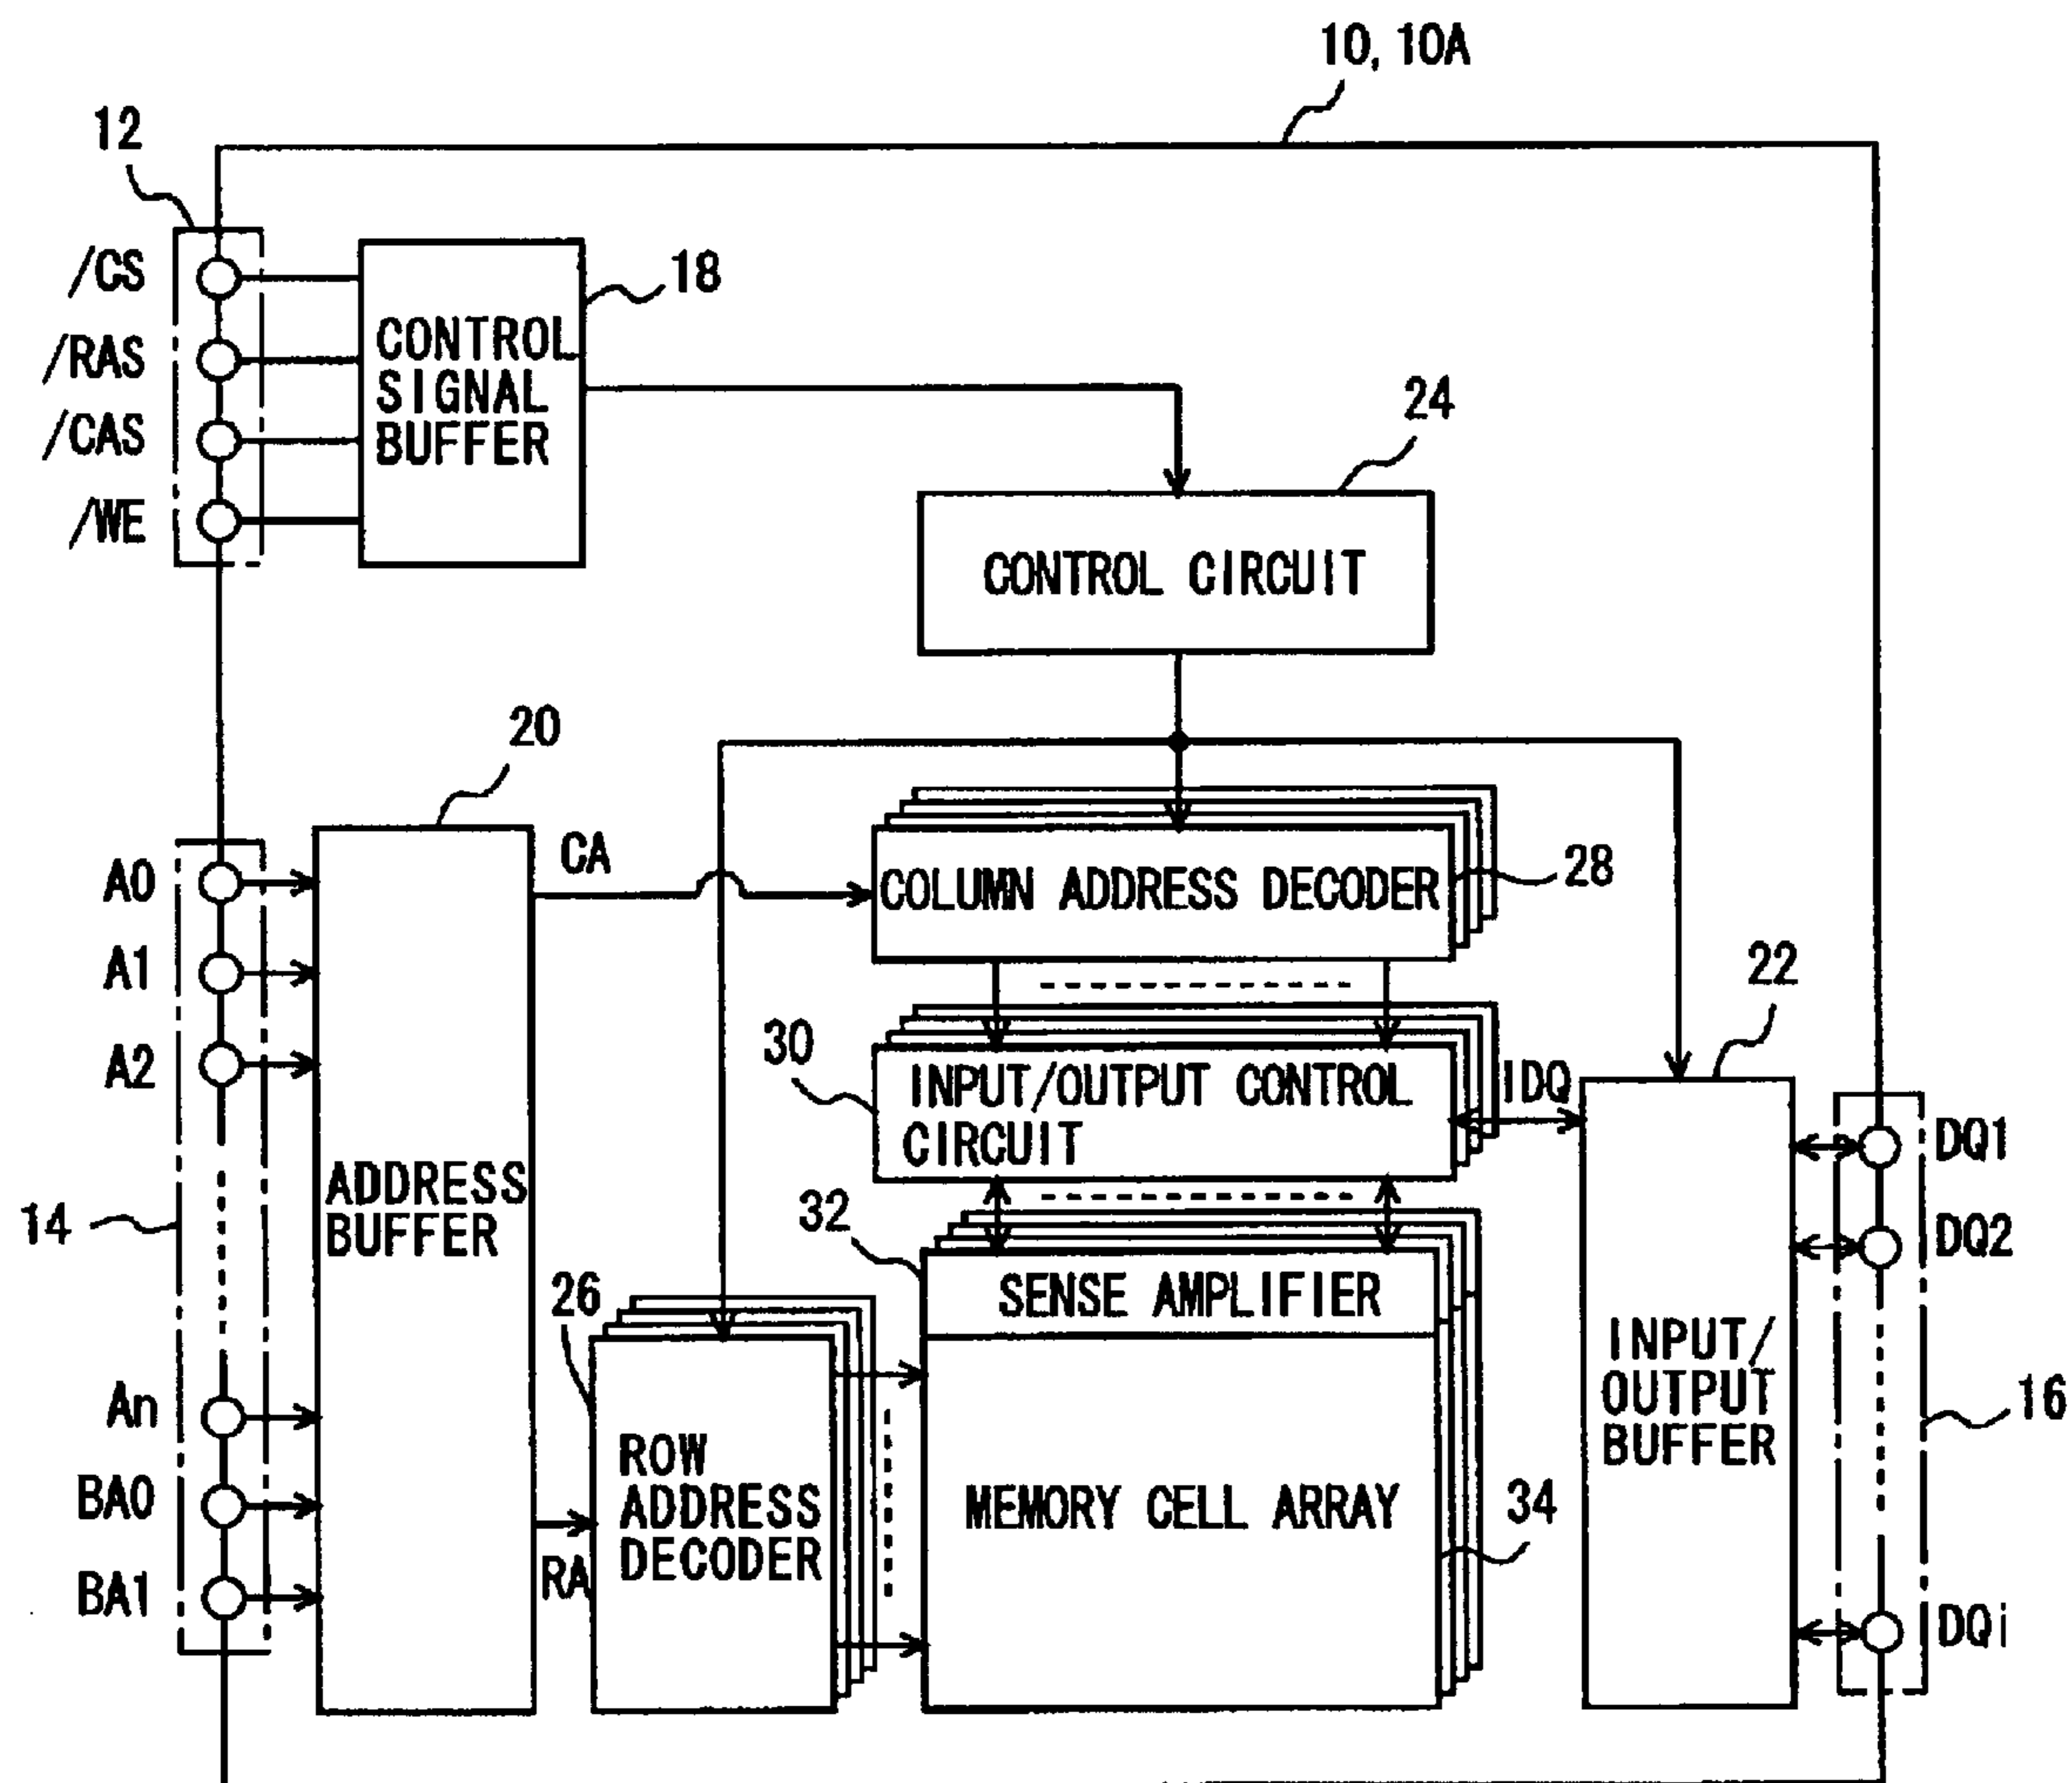 10, 10A
12
/CS
/RAS
/CAS
/WE
CONTROL
SIGNAL
BUFFER
18
24
CONTROL CIRCUIT
20
A0
A1
A2
An
BA0
BA1
14
ADDRESS
BUFFER
CA
RA
COLUMN ADDRESS DECODER
28
30
INPUT/OUTPUT CONTROL
CIRCUIT
IDQ
22
32
SENSE AMPLIFIER
26
ROW
ADDRESS
DECODER
MEMORY CELL ARRAY
34
INPUT/
OUTPUT
BUFFER
DQ1
DQ2
16
DQi